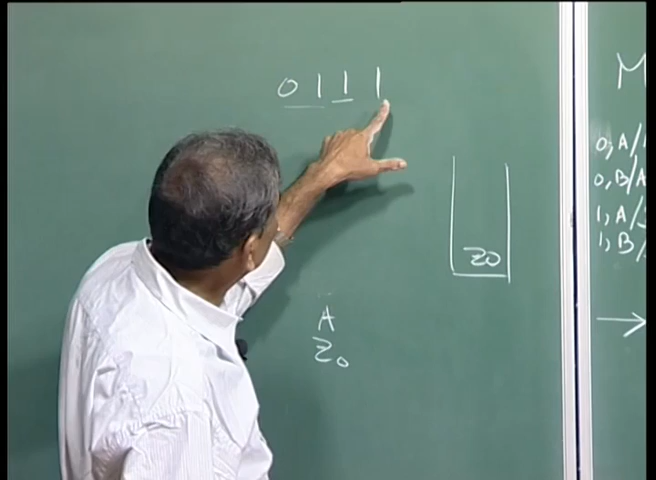 0 1 1 1
M
0, A/
0, B/A
1, A/
1, B/
Z0
A
Z0